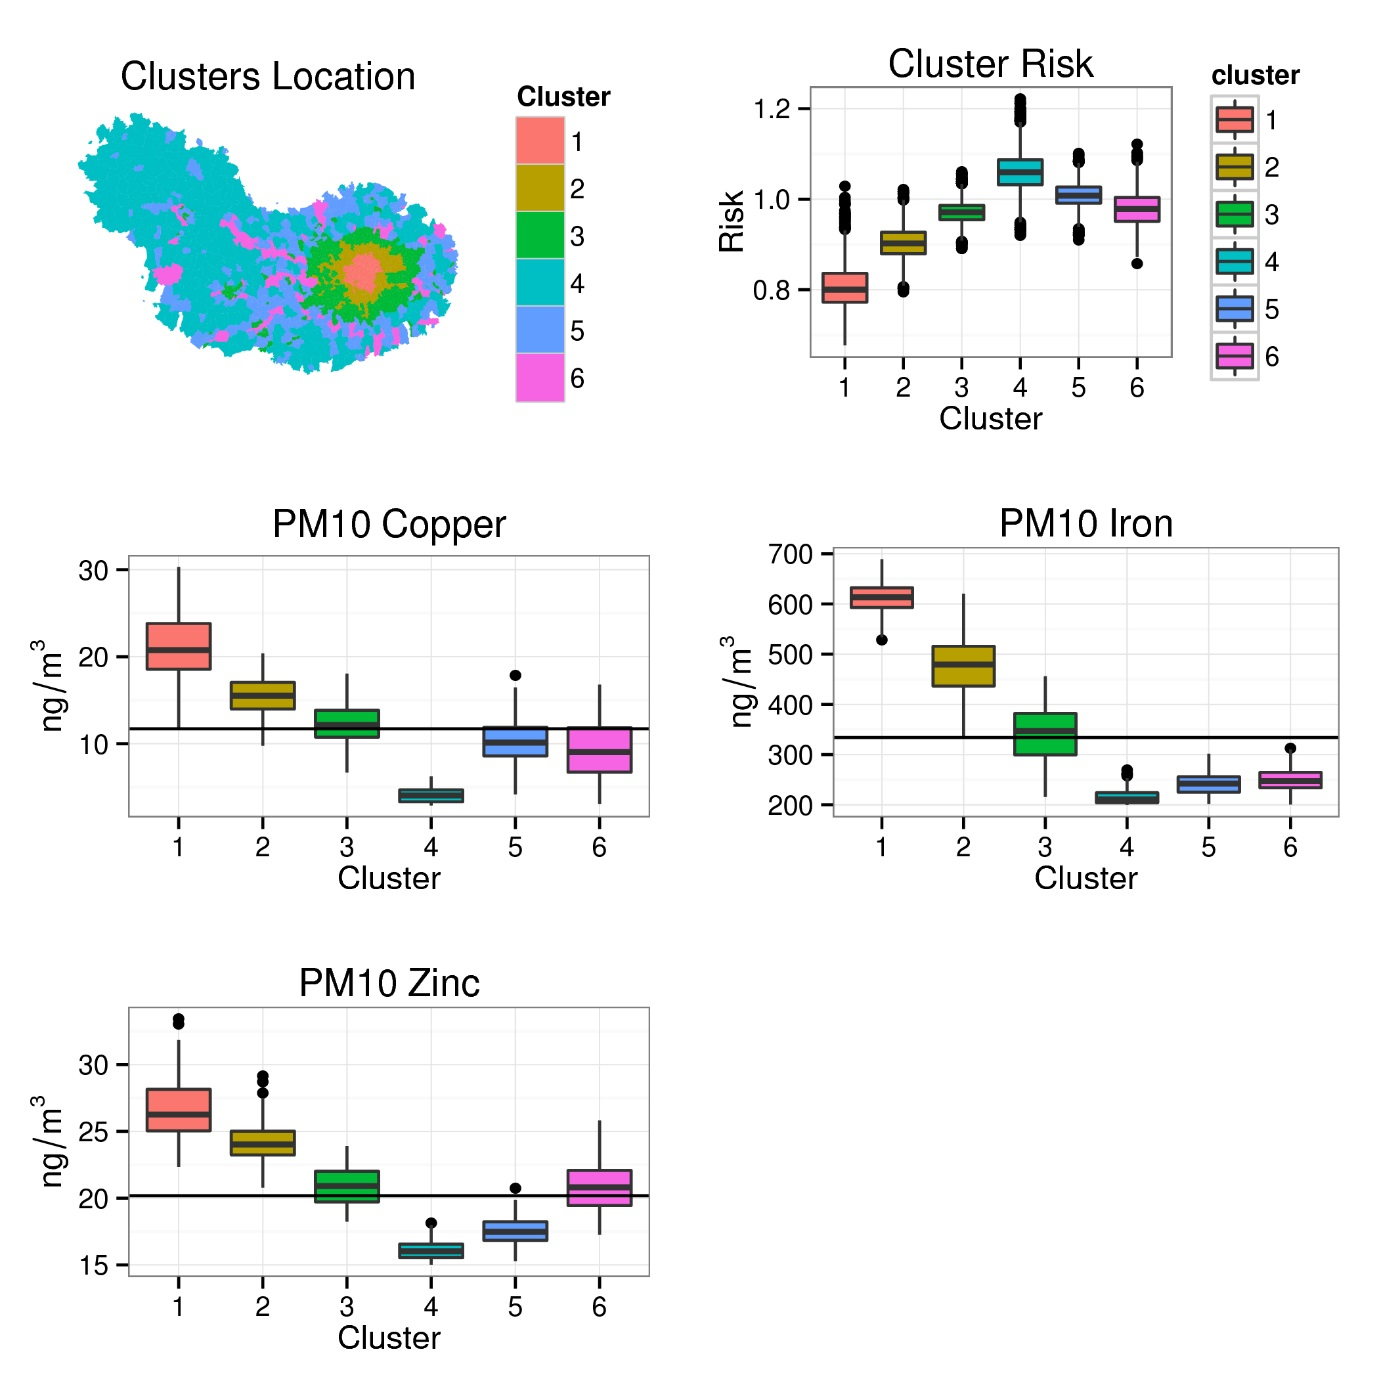 Clusters Location
Cluster
1
2
3
4
5
6
Cluster Risk
Risk
1.2
1.0
0.8
1 2 3 4 5 6
Cluster
cluster
1
2
3
4
5
6
PM10 Copper
ng/m³
30
20
10
1 2 3 4 5 6
Cluster
PM10 Iron
ng/m³
700
600
500
400
300
200
1 2 3 4 5 6
Cluster
PM10 Zinc
ng/m³
30
25
20
15
1 2 3 4 5 6
Cluster